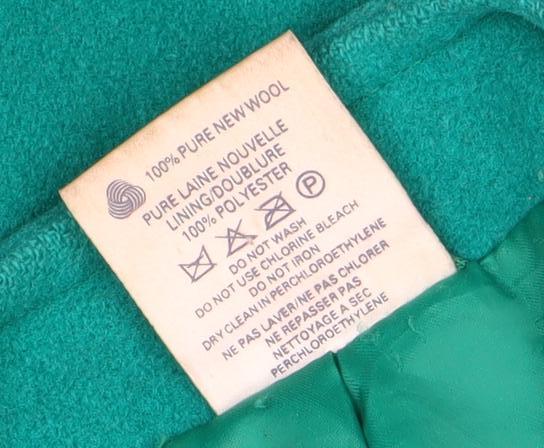 100% PURE NEW WOOL
PURE LAINE NOUVELLE
LINING/DOUBLURE
100% POLYESTER
P
DO NOT WASH
DO NOT USE CHLORINE BLEACH
DO NOT IRON
DRY CLEAN IN PERCHLOROETHYLENE
NE PAS LAVER/NE PAS CHLORER
NE REPASSER PAS
NETTOYAGE A SEC
PERCHLOROETHYLENE